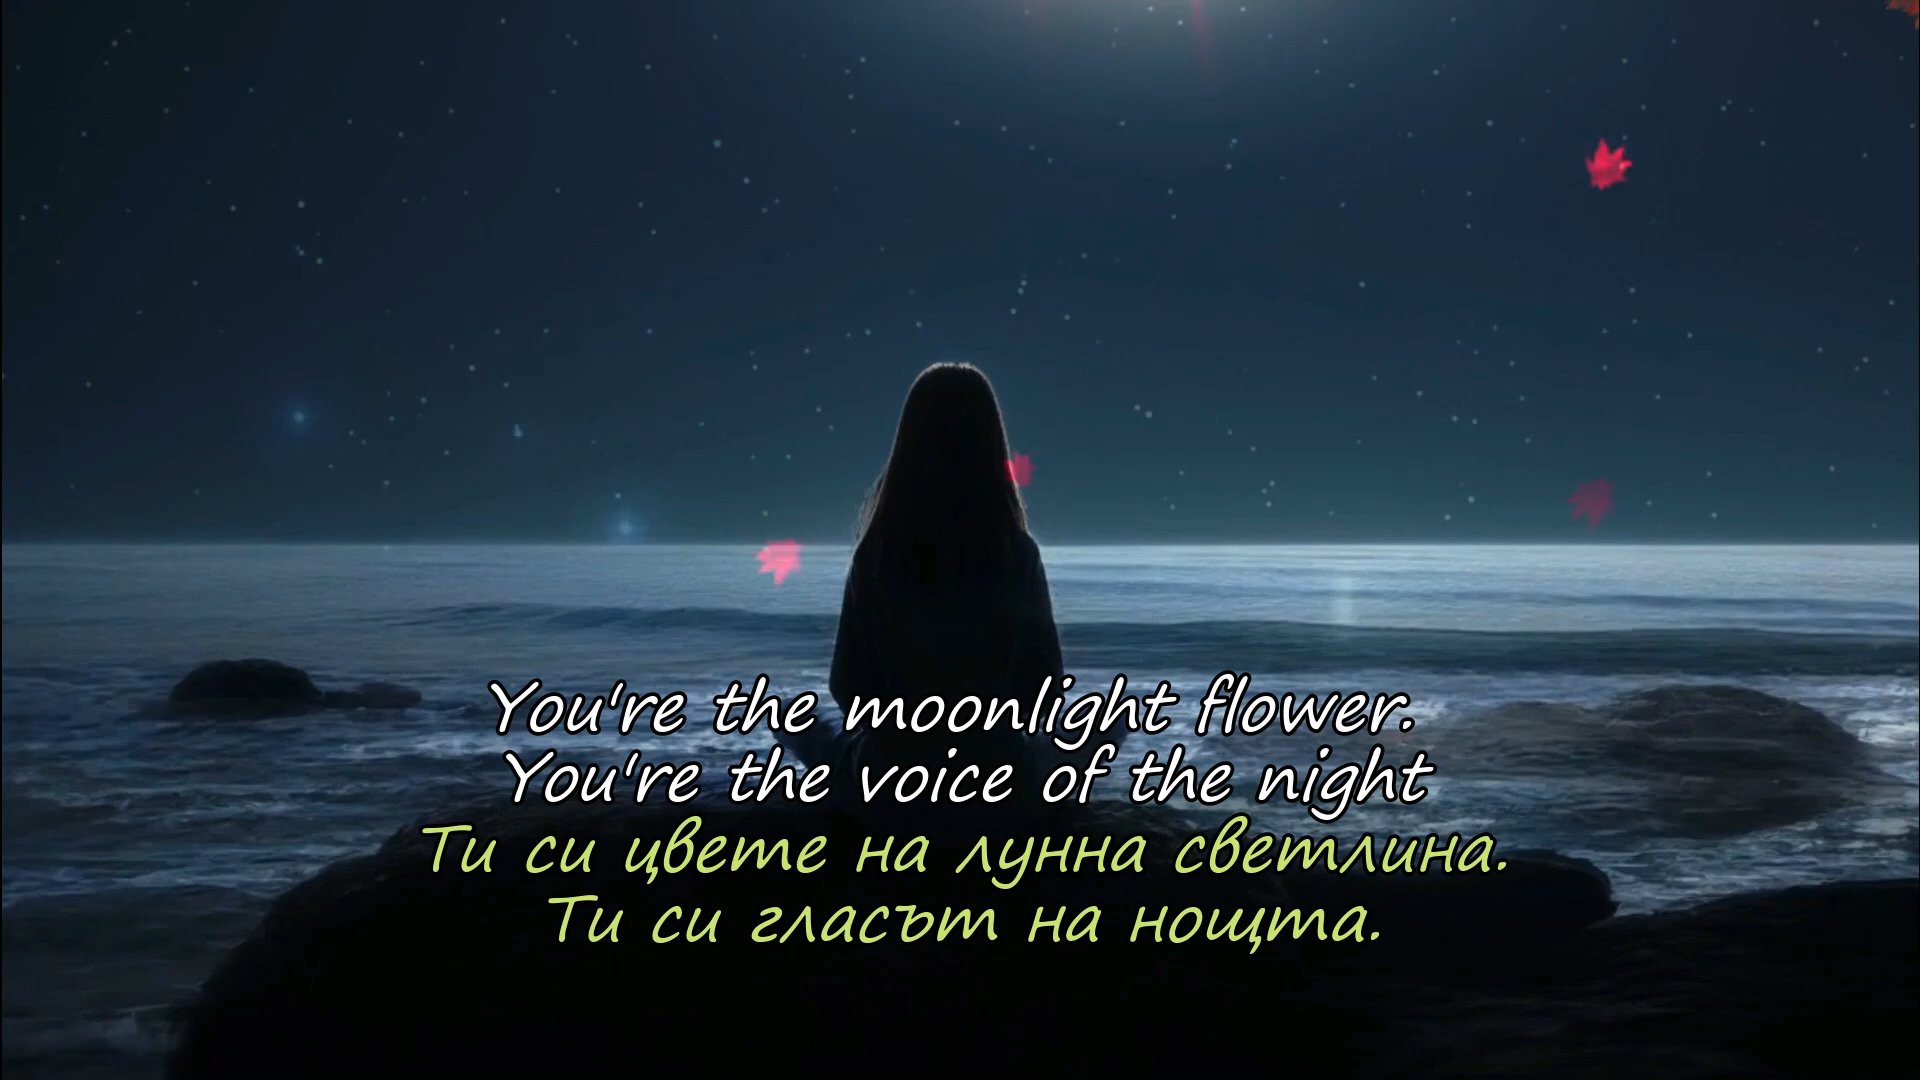 You're the moonlight flower.
You're the voice of the night
Ти си цвете на лунна светлина.
Ти си гласът на нощта.